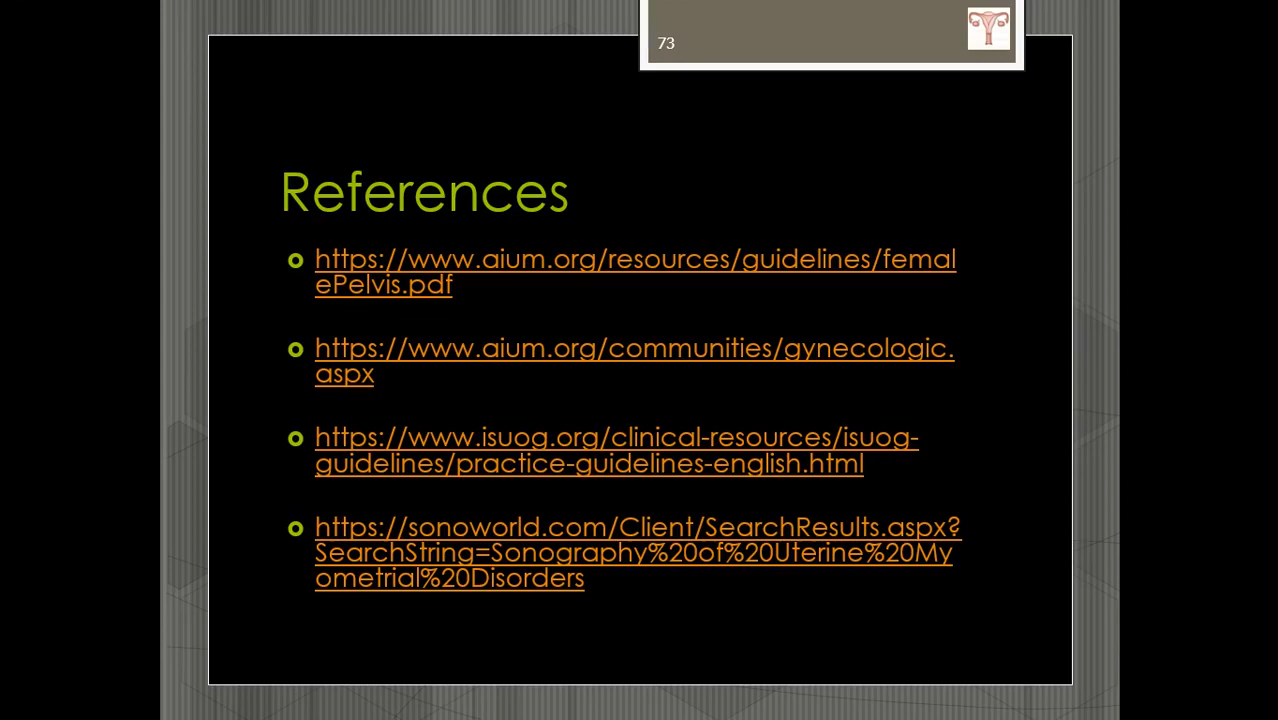 73
References
https://www.aium.org/resources/guidelines/femal
ePelvis.pdf
https://www.aium.org/communities/gynecologic.
aspx
https://www.isuog.org/clinical-resources/isuog-
guidelines/practice-guidelines-english.html
https://sonoworld.com/Client/SearchResults.aspx?
SearchString=Sonography%20of%20Uterine%20My
ometrial%20Disorders